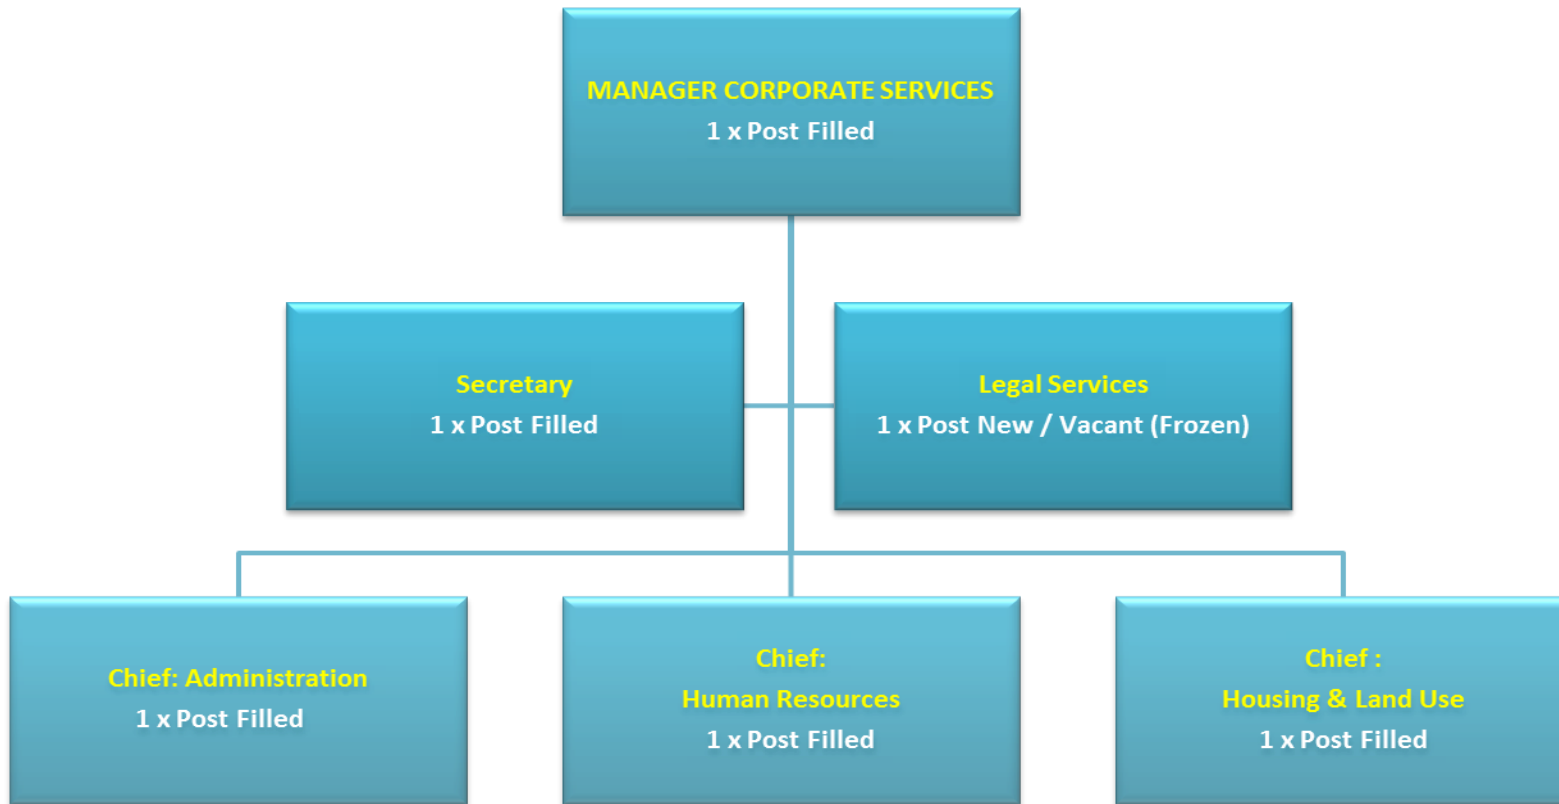 MANAGER CORPORATE SERVICES
1 x Post Filled
Secretary
1 x Post Filled
Legal Services
1 x Post New / Vacant (Frozen)
Chief: Administration
1 x Post Filled
Chief:
Human Resources
1 x Post Filled
Chief :
Housing & Land Use
1 x Post Filled